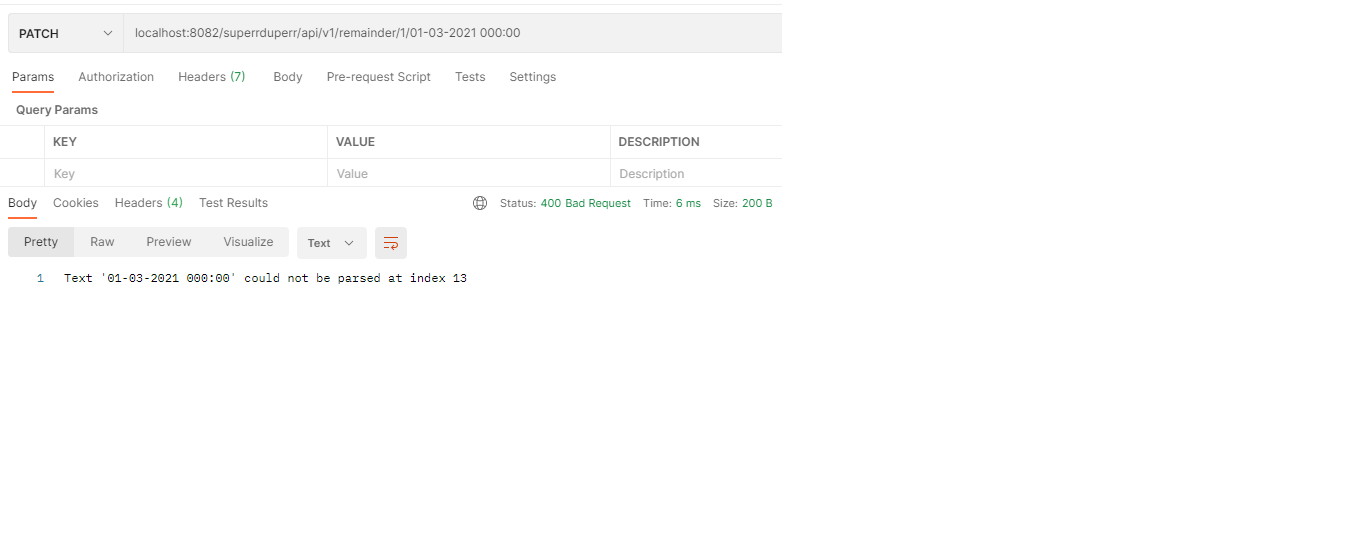 PATCH localhost:8082/superrduperr/api/v1/remainder/1/01-03-2021 000:00
Params Authorization Headers (7) Body Pre-request Script Tests Settings
Query Params
KEY VALUE DESCRIPTION
Key Value Description
Body Cookies Headers (4) Test Results Status: 400 Bad Request Time: 6 ms Size: 200 B
Pretty Raw Preview Visualize Text
1 Text '01-03-2021 000:00' could not be parsed at index 13